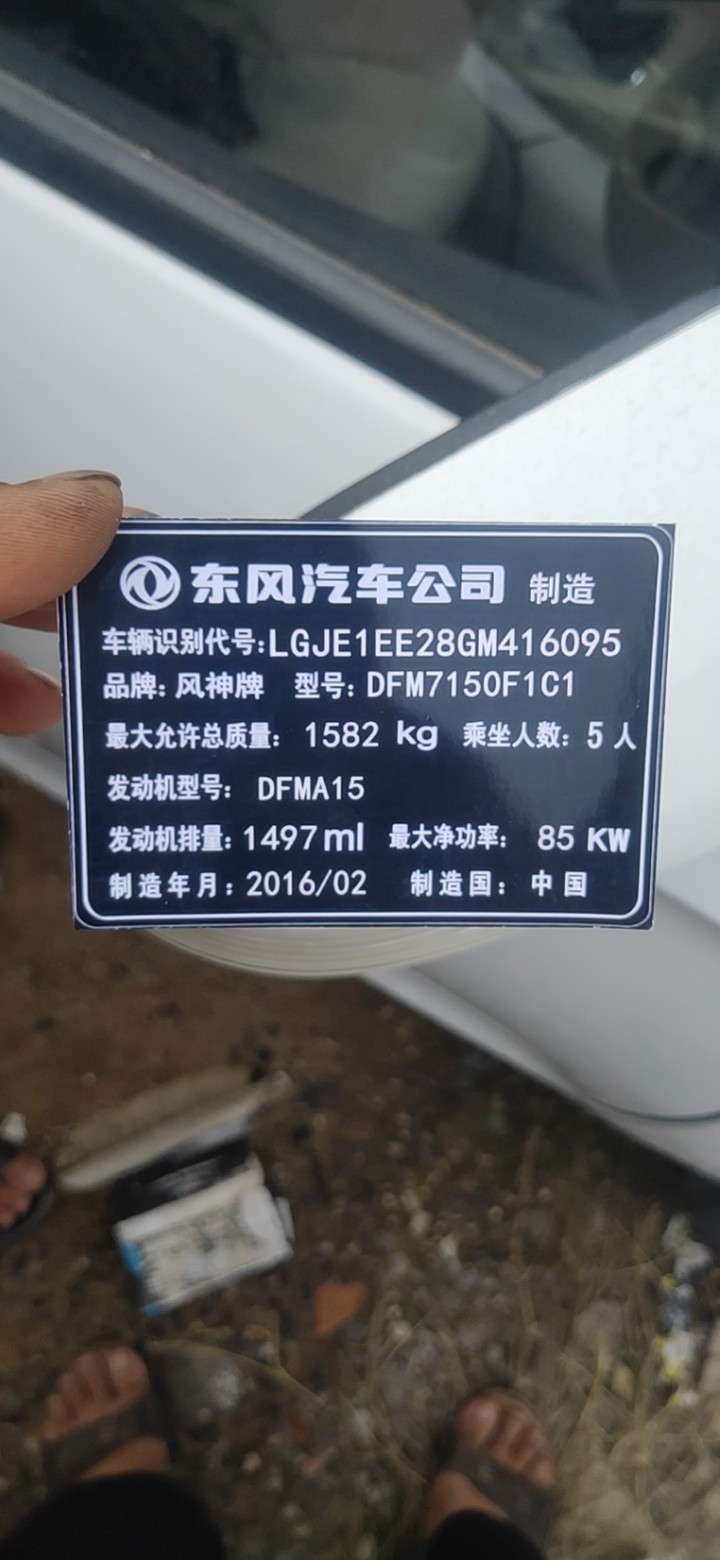 东风汽车公司 制造
车辆识别代号:LGJE1EE28GM416095
品牌: 风神牌 型号: DFM7150F1C1
最大允许总质量: 1582 kg 乘坐人数: 5 人
发动机型号: DFMA15
发动机排量: 1497 ml 最大净功率: 85 KW
制造年月: 2016/02 制造国: 中国